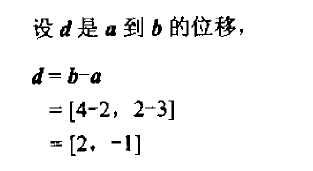 设 d 是 a 到 b 的位移，
d = b-a
= [4-2，2-3]
= [2，-1]